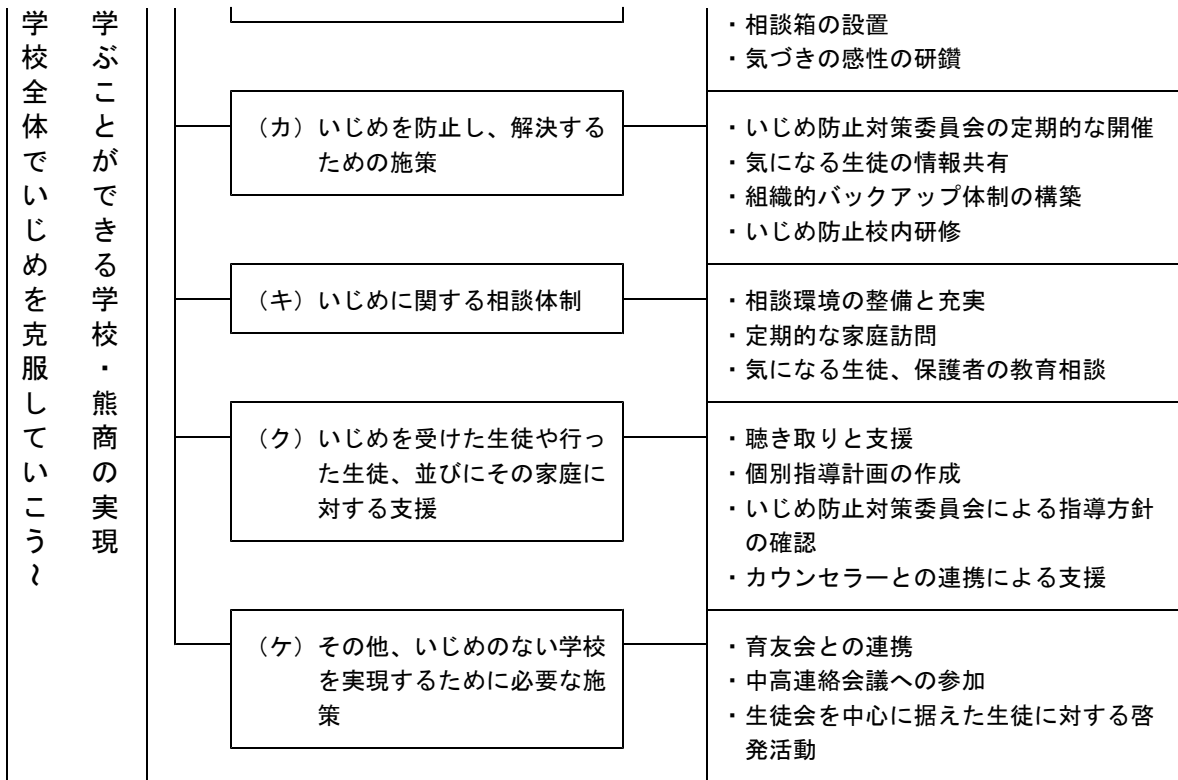 学ぶことができる学校・熊商の実現
学校全体でいじめを克服していこう~
・相談箱の設置
・気づきの感性の研鑽
(カ)いじめを防止し、解決する
ための施策
・いじめ防止対策委員会の定期的な開催
・気になる生徒の情報共有
・組織的バックアップ体制の構築
・いじめ防止校内研修
(キ)いじめに関する相談体制
・相談環境の整備と充実
・定期的な家庭訪問
・気になる生徒、保護者の教育相談
(ク)いじめを受けた生徒や行っ
た生徒、並びにその家庭に
対する支援
・聴き取りと支援
・個別指導計画の作成
・いじめ防止対策委員会による指導方針
の確認
・カウンセラーとの連携による支援
(ケ)その他、いじめのない学校
を実現するために必要な施
策
・育友会との連携
・中高連絡会議への参加
・生徒会を中心に据えた生徒に対する啓
発活動